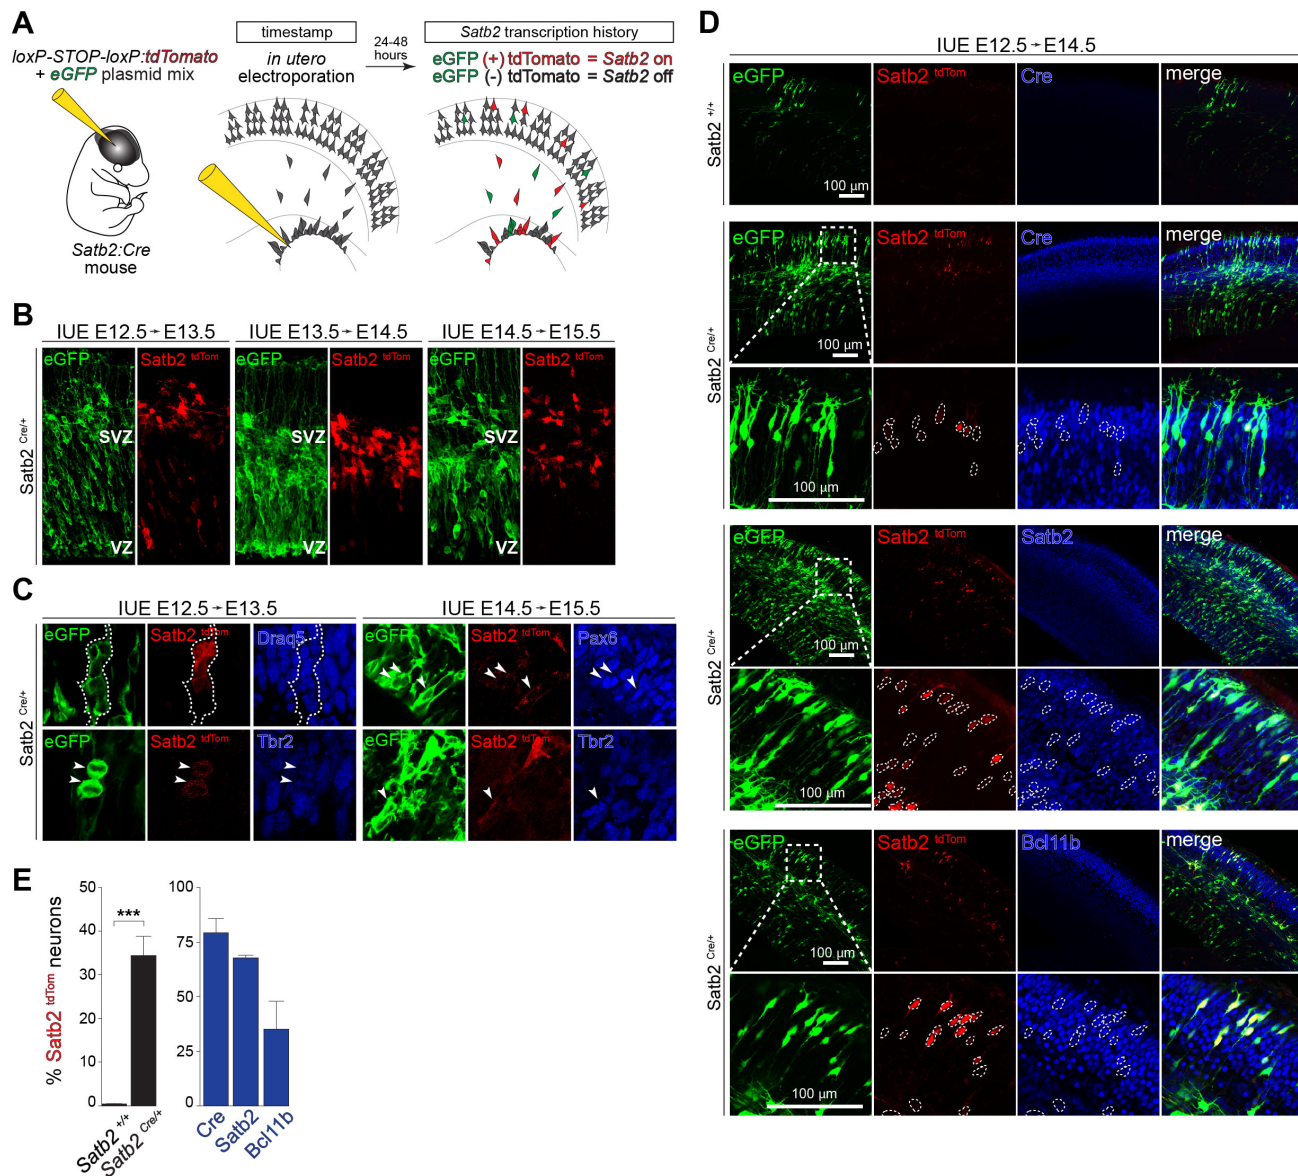 A
loxP-STOP-loxP:tdTomato
+ eGFP plasmid mix
Satb2:Cre
mouse
timestamp
in utero
electroporation
24-48
hours
Satb2 transcription history
eGFP (+) tdTomato = Satb2 on
eGFP (-) tdTomato = Satb2 off
B
IUE E12.5→E13.5
IUE E13.5→E14.5
IUE E14.5→E15.5
Satb2 Cre/+
eGFP
Satb2 tdTom
eGFP
Satb2 tdTom
eGFP
Satb2 tdTom
SVZ
SVZ
SVZ
VZ
VZ
VZ
C
IUE E12.5→E13.5
IUE E14.5→E15.5
Satb2 Cre/+
eGFP
Satb2 tdTom
Draq5
eGFP
Satb2 tdTom
Pax6
eGFP
Satb2 tdTom
Tbr2
eGFP
Satb2 tdTom
Tbr2
D
IUE E12.5→E14.5
Satb2 +/+
eGFP
Satb2 tdTom
Cre
merge
100 µm
Satb2 Cre/+
eGFP
Satb2 tdTom
Cre
merge
100 µm
100 µm
Satb2 Cre/+
eGFP
Satb2 tdTom
Satb2
merge
100 µm
100 µm
Satb2 Cre/+
eGFP
Satb2 tdTom
Bcl11b
merge
100 µm
100 µm
E
% Satb2 tdTom neurons
50
40
30
20
10
0
***
Satb2 +/+
Satb2 Cre/+
100
75
50
25
0
Cre
Satb2
Bcl11b